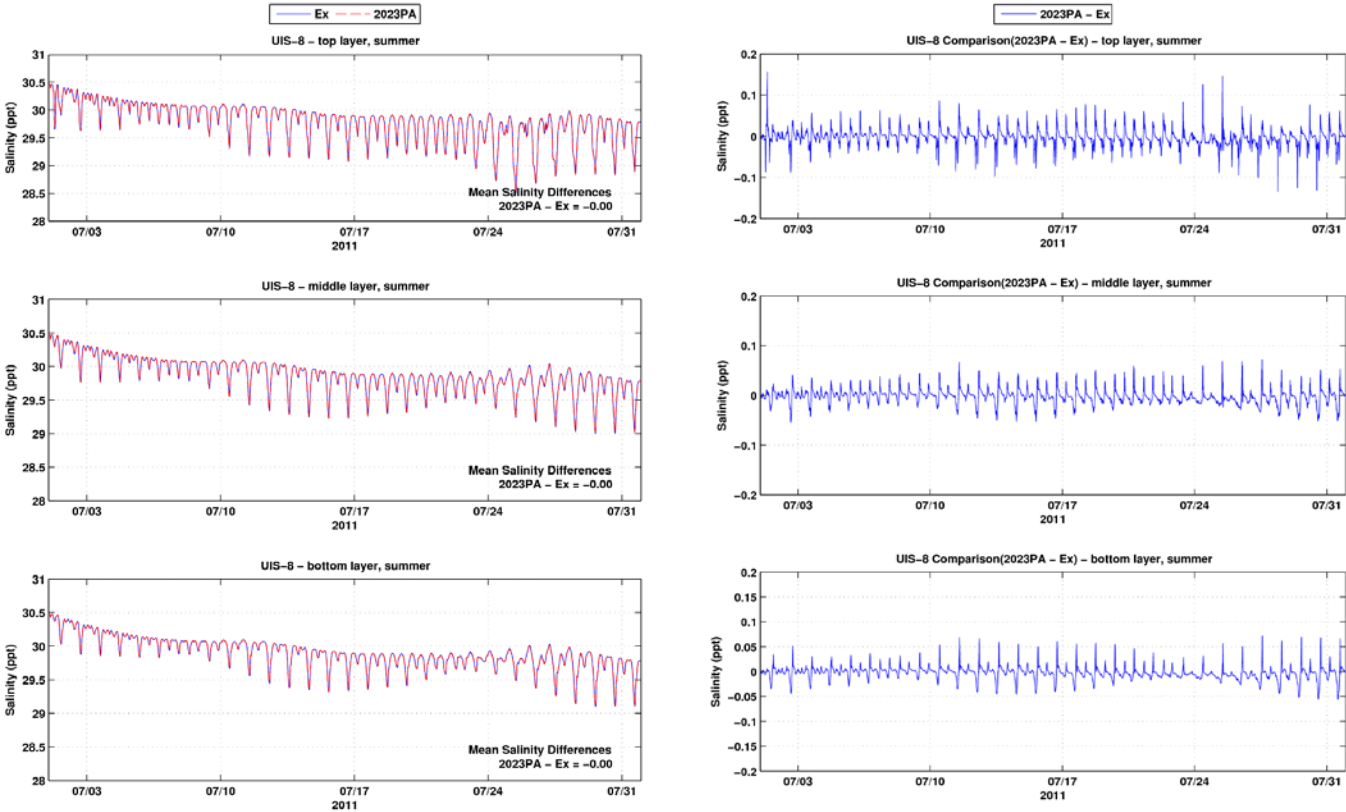 Ex 2023PA
UIS-8 - top layer, summer
31
30.5
30
29.5
29
28.5
28
Salinity (ppt)
Mean Salinity Differences
2023PA - Ex = -0.00
07/03 07/10 07/17 07/24 07/31
2011
UIS-8 - middle layer, summer
31
30.5
30
29.5
29
28.5
28
Salinity (ppt)
Mean Salinity Differences
2023PA - Ex = -0.00
07/03 07/10 07/17 07/24 07/31
2011
UIS-8 - bottom layer, summer
31
30.5
30
29.5
29
28.5
28
Salinity (ppt)
Mean Salinity Differences
2023PA - Ex = -0.00
07/03 07/10 07/17 07/24 07/31
2011
2023PA - Ex
UIS-8 Comparison(2023PA - Ex) - top layer, summer
0.2
0.1
0
-0.1
-0.2
Salinity (ppt)
07/03 07/10 07/17 07/24 07/31
2011
UIS-8 Comparison(2023PA - Ex) - middle layer, summer
0.2
0.1
0
-0.1
-0.2
Salinity (ppt)
07/03 07/10 07/17 07/24 07/31
2011
UIS-8 Comparison(2023PA - Ex) - bottom layer, summer
0.2
0.15
0.1
0.05
0
-0.05
-0.1
-0.15
-0.2
Salinity (ppt)
07/03 07/10 07/17 07/24 07/31
2011